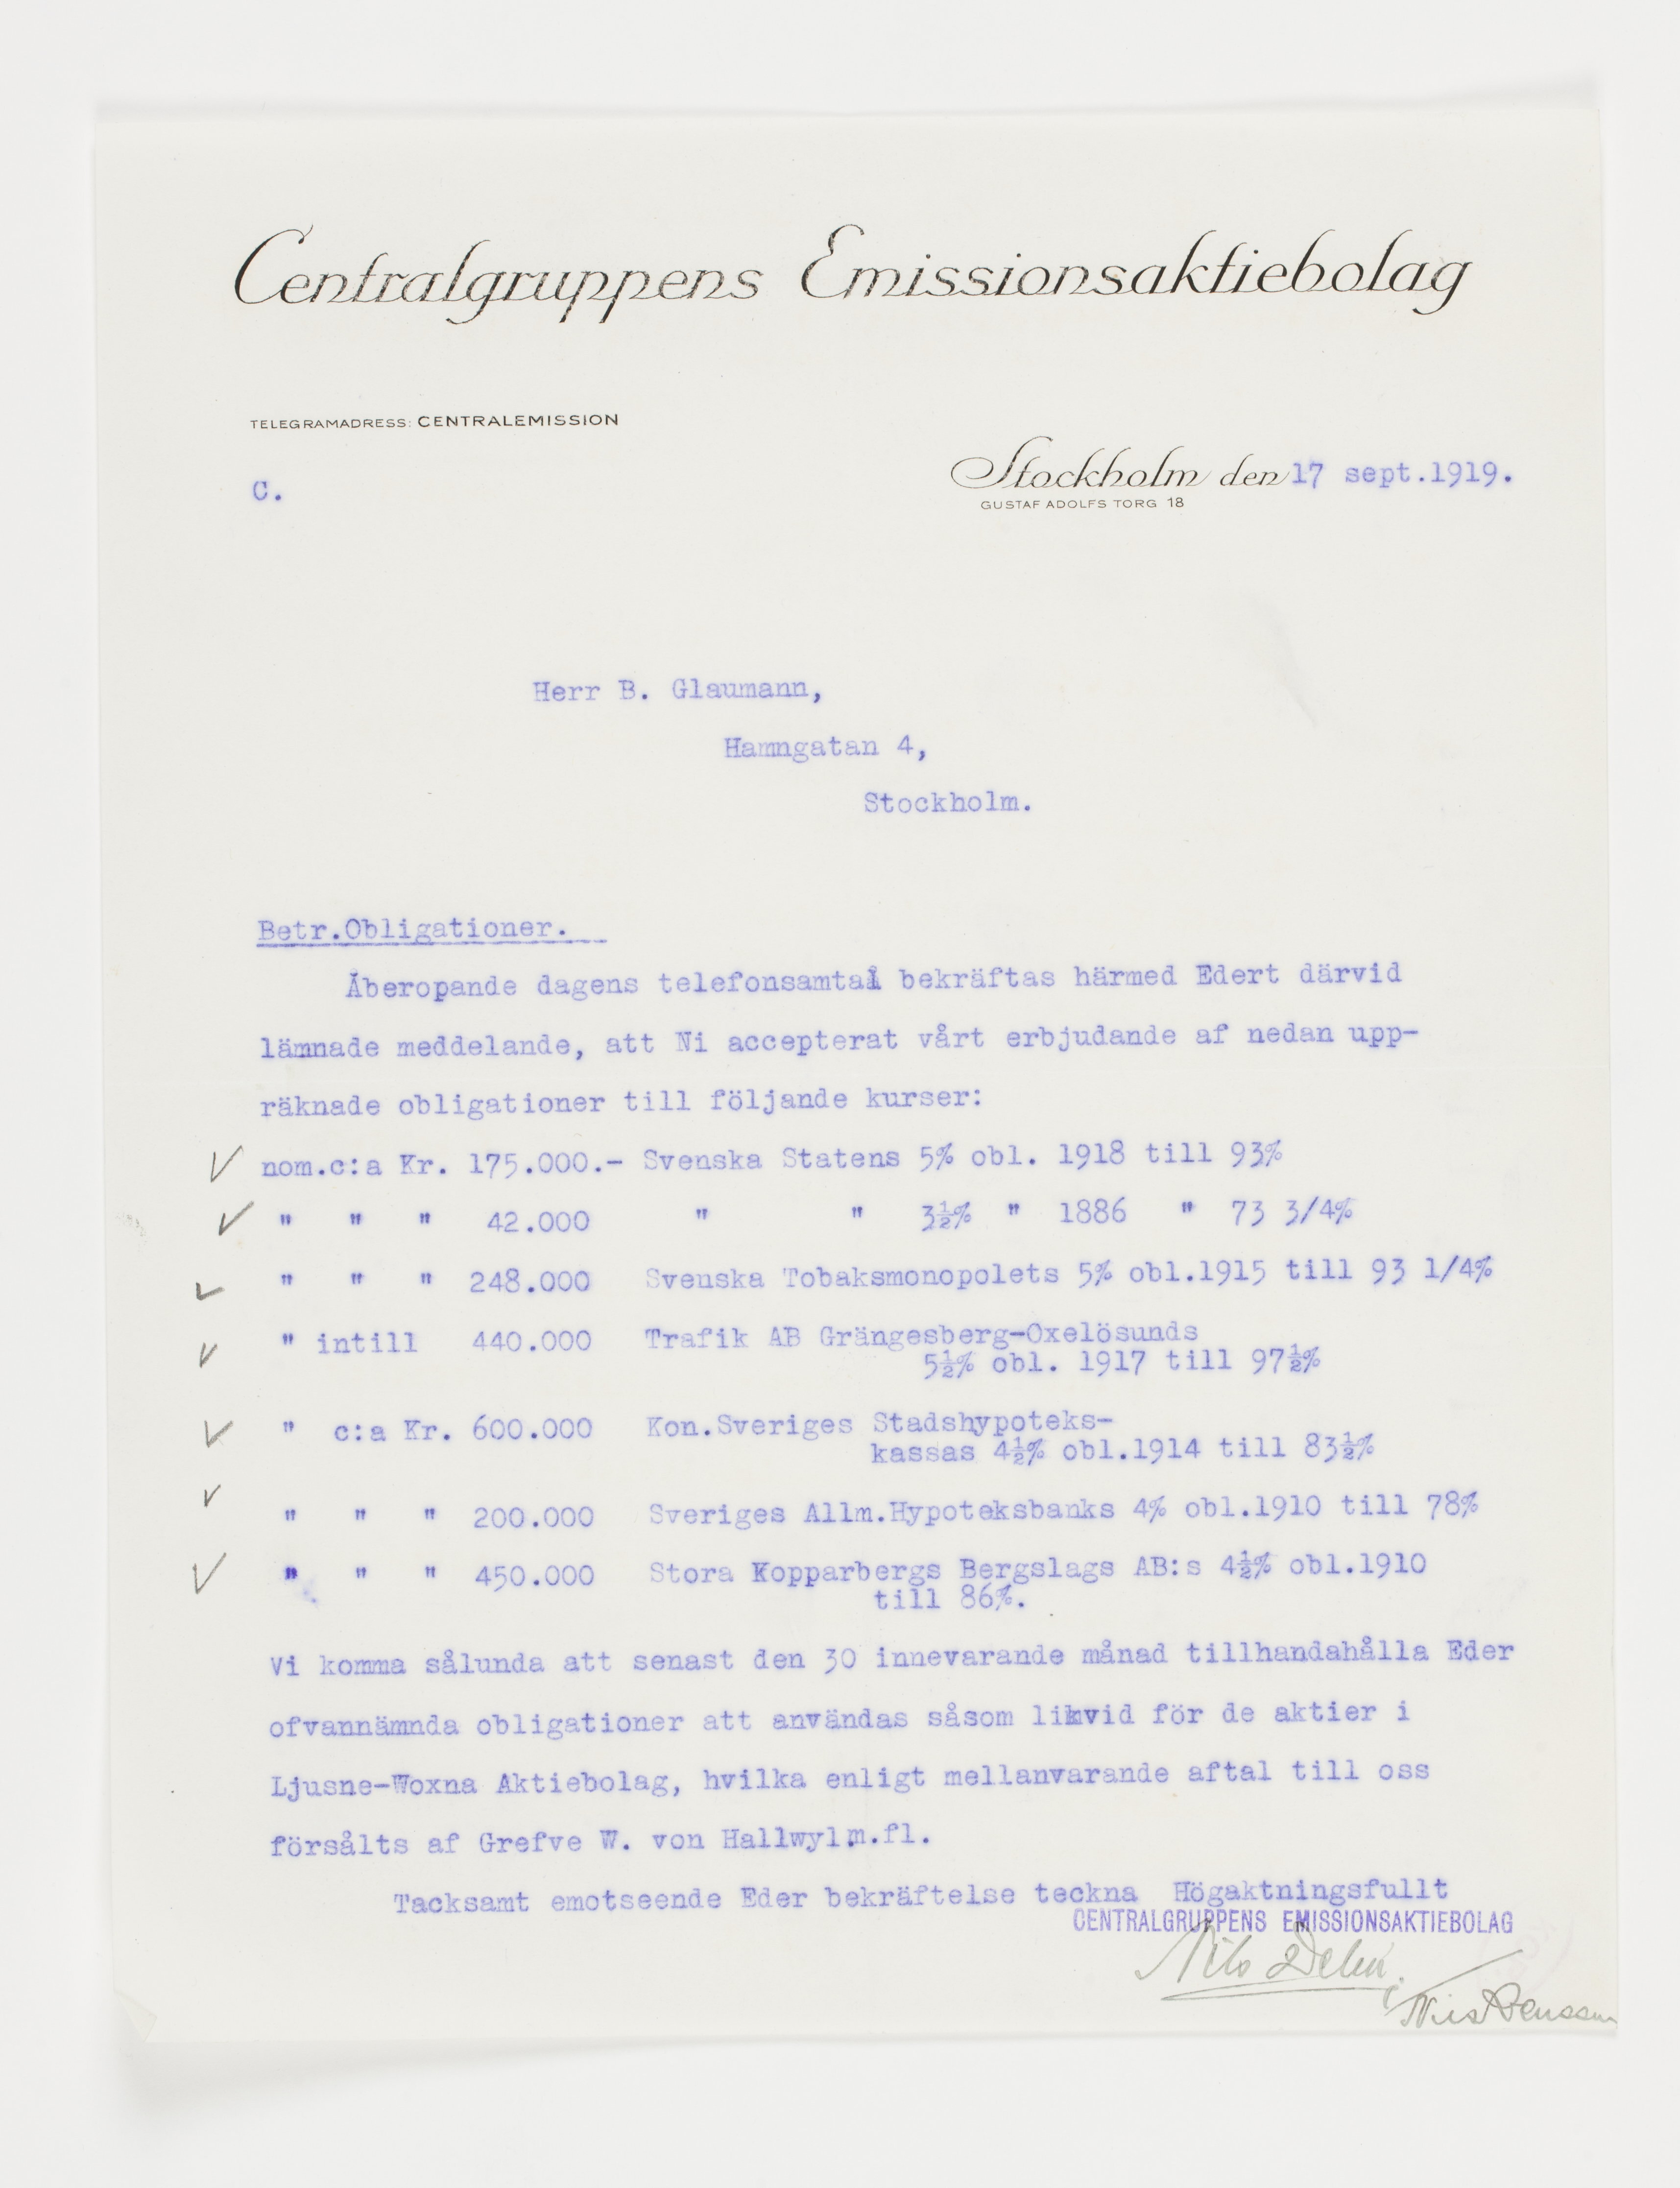 Centralgruppens Emissionsaktiebolag
TELEGRAMADRESS: CENTRALEMISSION
Stockholm den 17 sept.1919.
GUSTAF ADOLFS TORG 18
C.
Herr B. Glaumann,
Hamngatan 4,
Stockholm.
Betr.Obligationer.
Åberopande dagens telefonsamtal bekräftas härmed Edert därvid
lämnade meddelande, att Ni accepterat vårt erbjudande af nedan upp-
räknade obligationer till följande kurser:
nom.c:a Kr. 175.000.- Svenska Statens 5% obl. 1918 till 93%
" " " 42.000 " " 3½% " 1886 " 73 3/4%
" " " 248.000 Svenska Tobaksmonopolets 5% obl.1915 till 93 1/4%
" intill 440.000 Trafik AB Grängesberg-Oxelösunds
5½% obl. 1917 till 97½%
" c:a Kr. 600.000 Kon.Sveriges Stadshypoteks-
kassas 4½% obl.1914 till 83½%
" " " 200.000 Sveriges Allm.Hypoteksbanks 4% obl.1910 till 78%
" " " 450.000 Stora Kopparbergs Bergslags AB:s 4½% obl.1910
till 86%.
Vi komma sålunda att senast den 30 innevarande månad tillhandahålla Eder
ofvannämnda obligationer att användas såsom likvid för de aktier i
Ljusne-Woxna Aktiebolag, hvilka enligt mellanvarande aftal till oss
försålts af Grefve W. von Hallwyl m.fl.
Tacksamt emotseende Eder bekräftelse teckna Högaktningsfullt
CENTRALGRUPPENS EMISSIONSAKTIEBOLAG
Nils